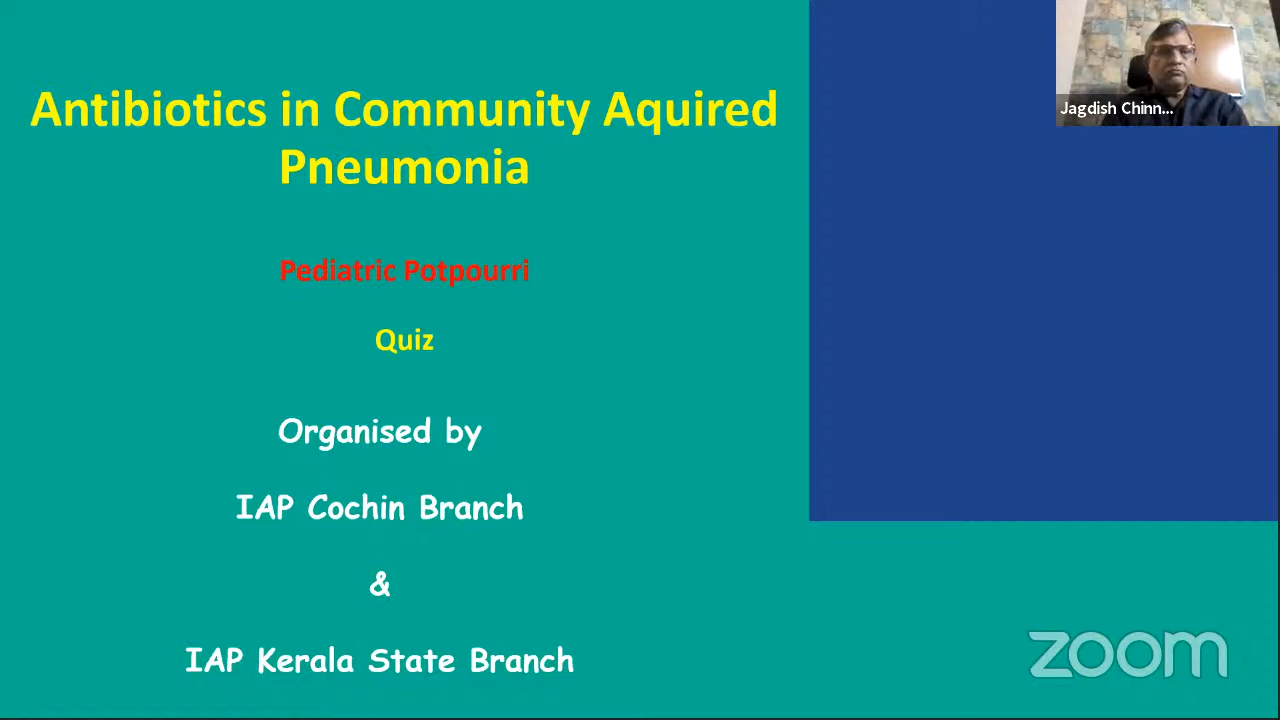 Antibiotics in Community Aquired
Pneumonia
Pediatric Potpourri
Quiz
Organised by
IAP Cochin Branch
&
IAP Kerala State Branch
Jagdish Chinn...
zoom